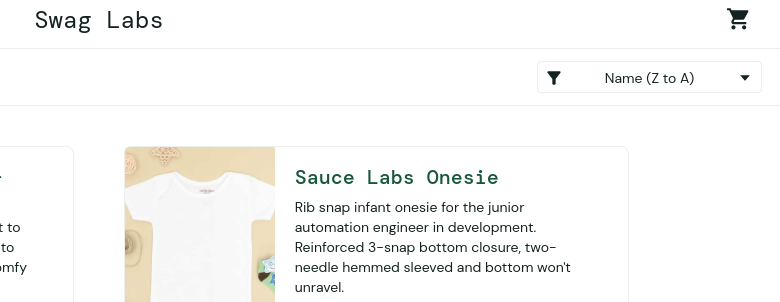 Swag Labs
Name (Z to A)
t to
to
omfy
Sauce Labs Onesie
Rib snap infant onesie for the junior
automation engineer in development.
Reinforced 3-snap bottom closure, two-
needle hemmed sleeved and bottom won't
unravel.